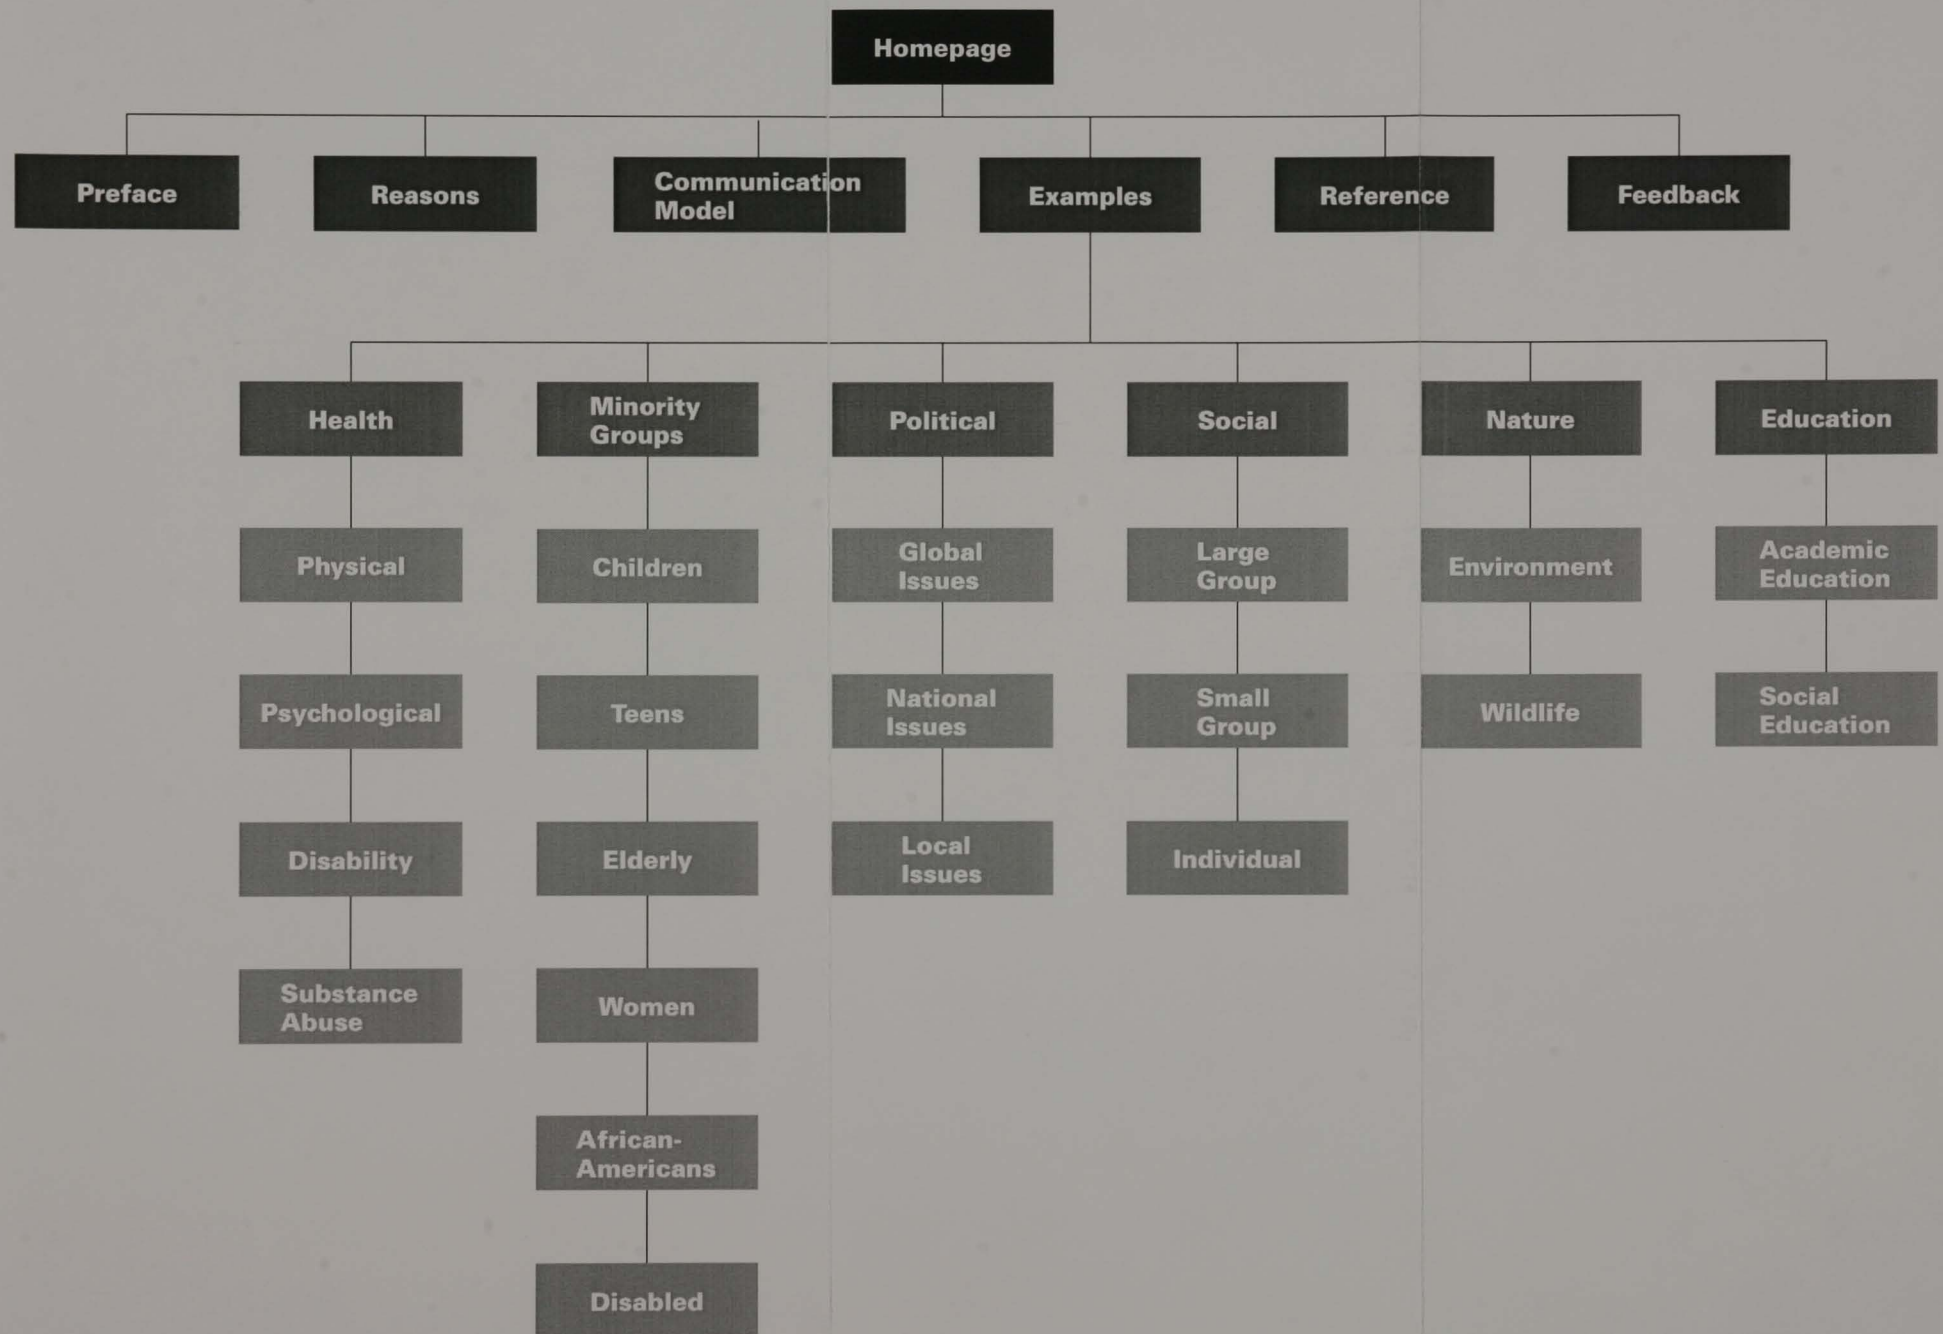 Homepage
Preface
Reasons
Communication
Model
Examples
Reference
Feedback
Health
Minority
Groups
Political
Social
Nature
Education
Physical
Children
Global
Issues
Large
Group
Environment
Academic
Education
Psychological
Teens
National
Issues
Small
Group
Wildlife
Social
Education
Disability
Elderly
Local
Issues
Individual
Substance
Abuse
Women
African-
Americans
Disabled